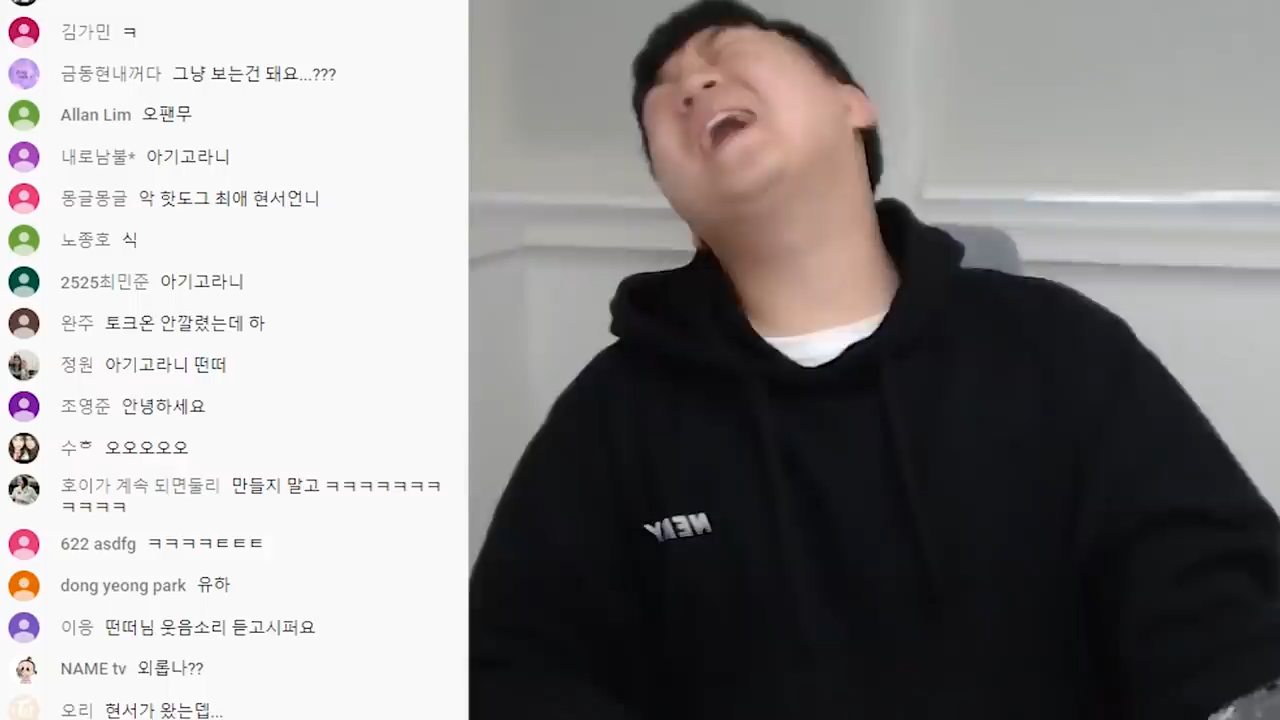 김가민 ㅋ
금동현내꺼다 그냥 보는건 돼요...???
Allan Lim 오팬무
내로남불* 아기고라니
몽글몽글 악 핫도그 최애 현서언니
노종호 식
2525최민준 아기고라니
완주 토크온 안깔렸는데 하
정원 아기고라니 떤떠
조영준 안녕하세요
수ᄒ 오오오오오
호이가 계속 되면둘리 만들지 말고 ㅋㅋㅋㅋㅋㅋㅋ
ㅋㅋㅋㅋ
622 asdfg ㅋㅋㅋㅋㅌㅌㅌ
dong yeong park 유하
이응 떤떠님 웃음소리 듣고시퍼요
NAME tv 외롭나??
오리 현서가 왔는뎁...